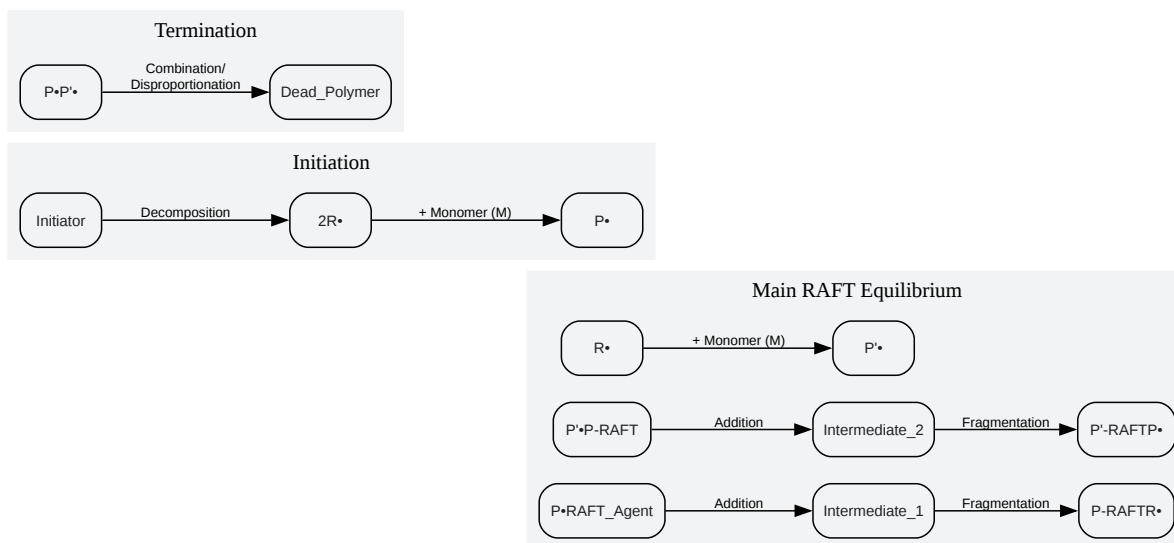 Termination
Combination/
Disproportionation
P•P'• Dead_Polymer
Initiation
Initiator Decomposition 2R• + Monomer (M) P•
Main RAFT Equilibrium
R• + Monomer (M) P'•
P'•P-RAFT Addition Intermediate_2 Fragmentation P'-RAFTP•
P•RAFT_Agent Addition Intermediate_1 Fragmentation P-RAFTR•